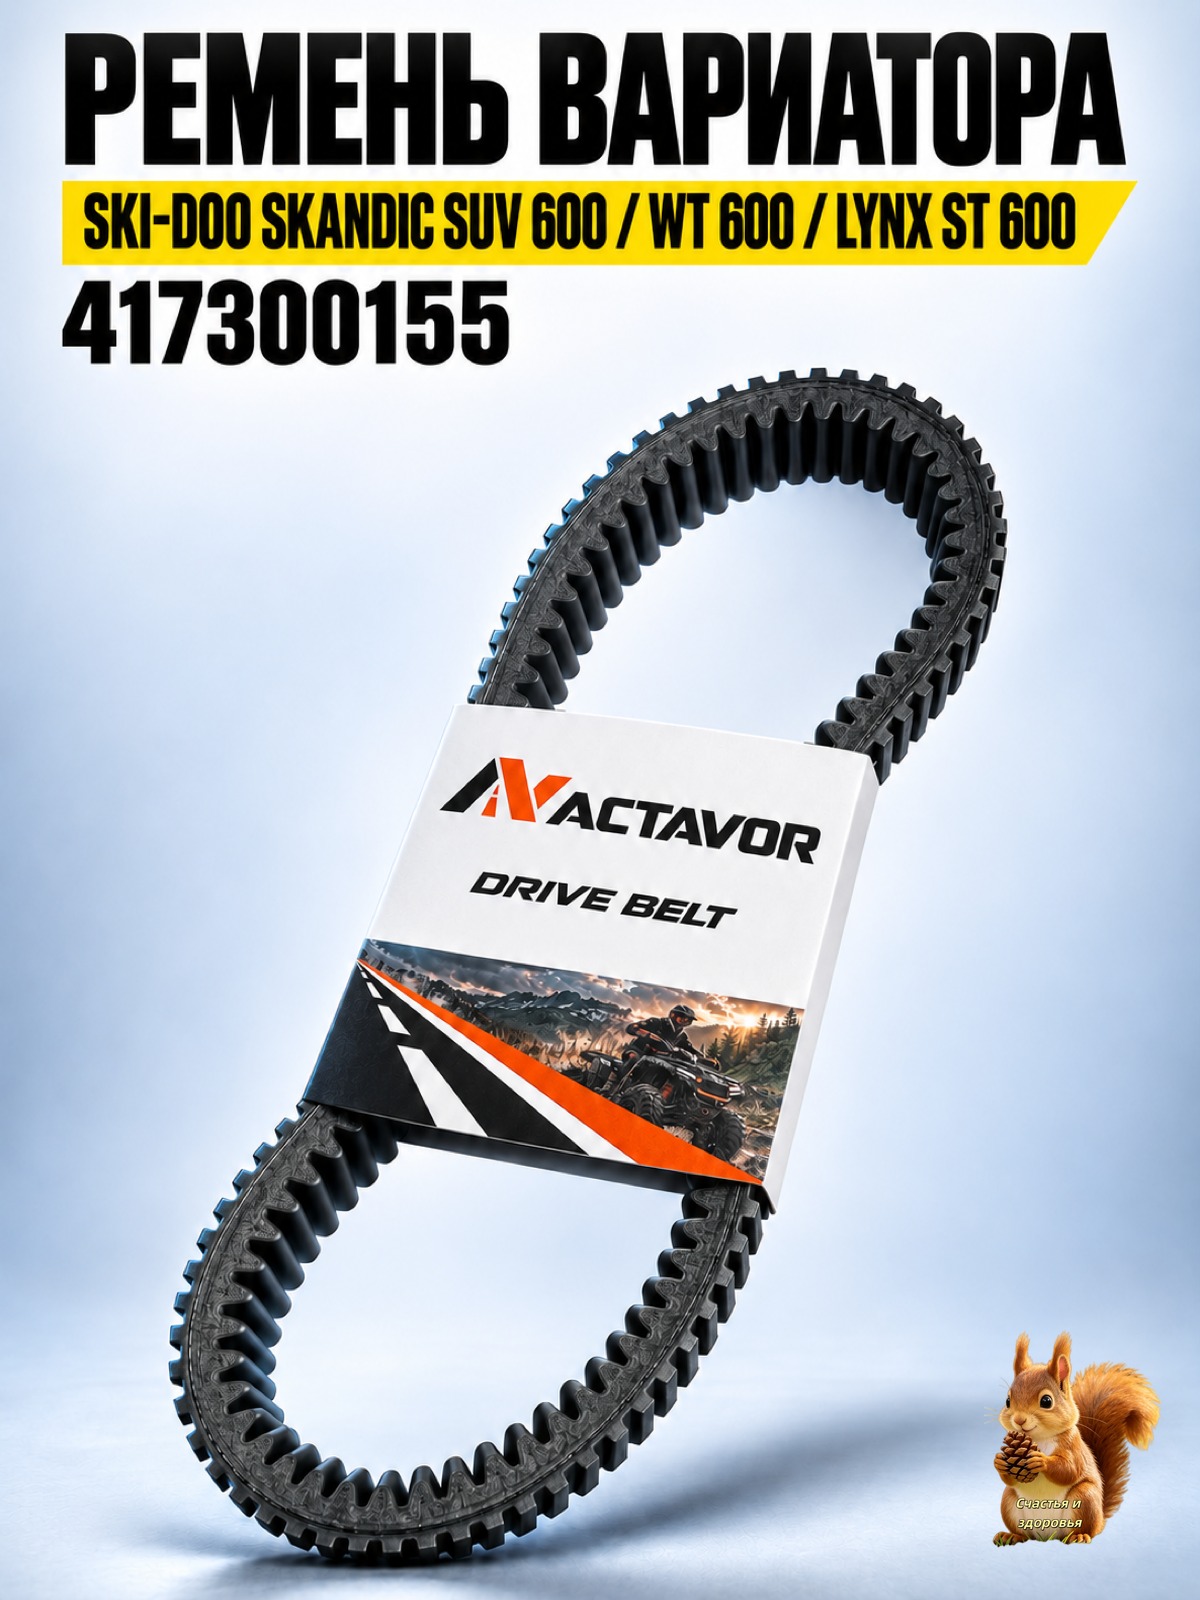 РЕМЕНЬ ВАРИАТОРА
SKI-DOO SKANDIC SUV 600 / WT 600 / LYNX ST 600
417300155
ACTAVOR
DRIVE BELT
Счастья и
здоровья